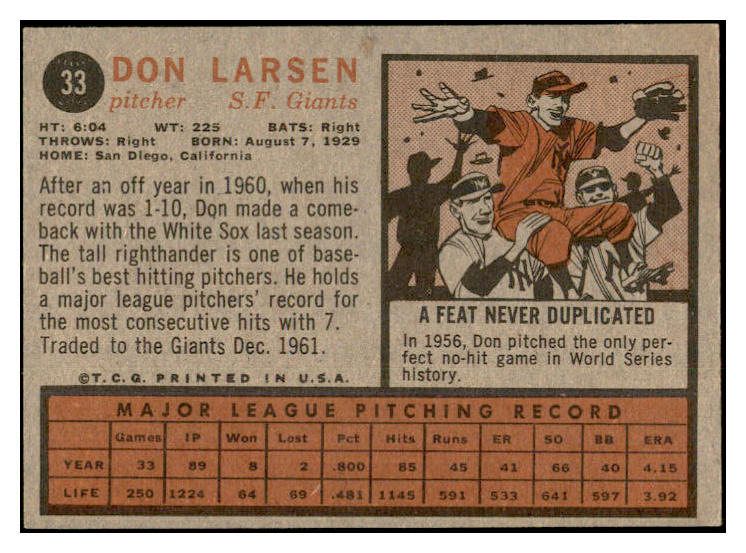 33
DON LARSEN
pitcher S.F. Giants
HT: 6:04 WT: 225 BATS: Right
THROWS: Right BORN: August 7, 1929
HOME: San Diego, California
After an off year in 1960, when his
record was 1-10, Don made a come-
back with the White Sox last season.
The tall righthander is one of base-
ball's best hitting pitchers. He holds
a major league pitchers' record for
the most consecutive hits with 7.
Traded to the Giants Dec. 1961.
©T.C.G. PRINTED IN U.S.A.
A FEAT NEVER DUPLICATED
In 1956, Don pitched the only per-
fect no-hit game in World Series
history.
MAJOR LEAGUE PITCHING RECORD
Games IP Won Lost Pct Hits Runs ER SO BB ERA
YEAR 33 89 8 2 .800 85 45 41 66 40 4.15
LIFE 250 1224 64 69 .481 1145 591 533 641 597 3.92